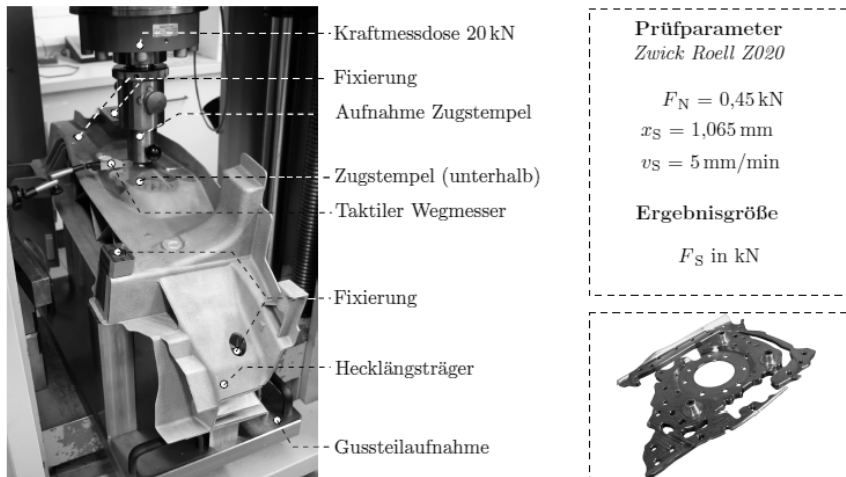 Kraftmessdose 20 kN
Fixierung
Aufnahme Zugstempel
Zugstempel (unterhalb)
Taktiler Wegmesser
Fixierung
Hecklängsträger
Gussteilaufnahme
Prüfparameter
Zwick Roell Z020
F_N = 0,45 kN
x_S = 1,065 mm
v_S = 5 mm/min
Ergebnisgröße
F_S in kN